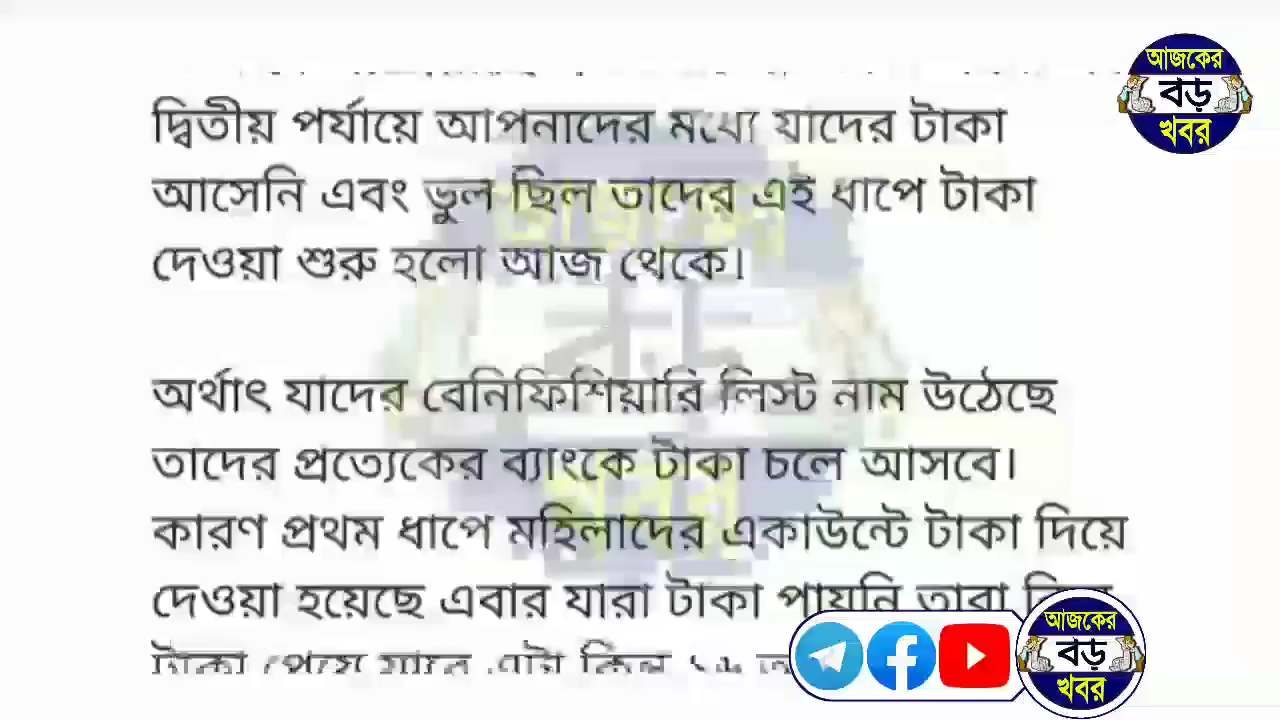 আজকের
বড়
খবর
দ্বিতীয় পর্যায়ে আপনাদের মধ্যে যাদের টাকা
আসেনি এবং ভুল ছিল তাদের এই ধাপে টাকা
দেওয়া শুরু হলো আজ থেকে।
অর্থাৎ যাদের বেনিফিশিয়ারি লিস্ট নাম উঠেছে
তাদের প্রত্যেকের ব্যাংকে টাকা চলে আসবে।
কারণ প্রথম ধাপে মহিলাদের একাউন্টে টাকা দিয়ে
দেওয়া হয়েছে এবার যারা টাকা পায়নি তারা
টাকা পেয়ে যাবে এটা
আজকের
বড়
খবর